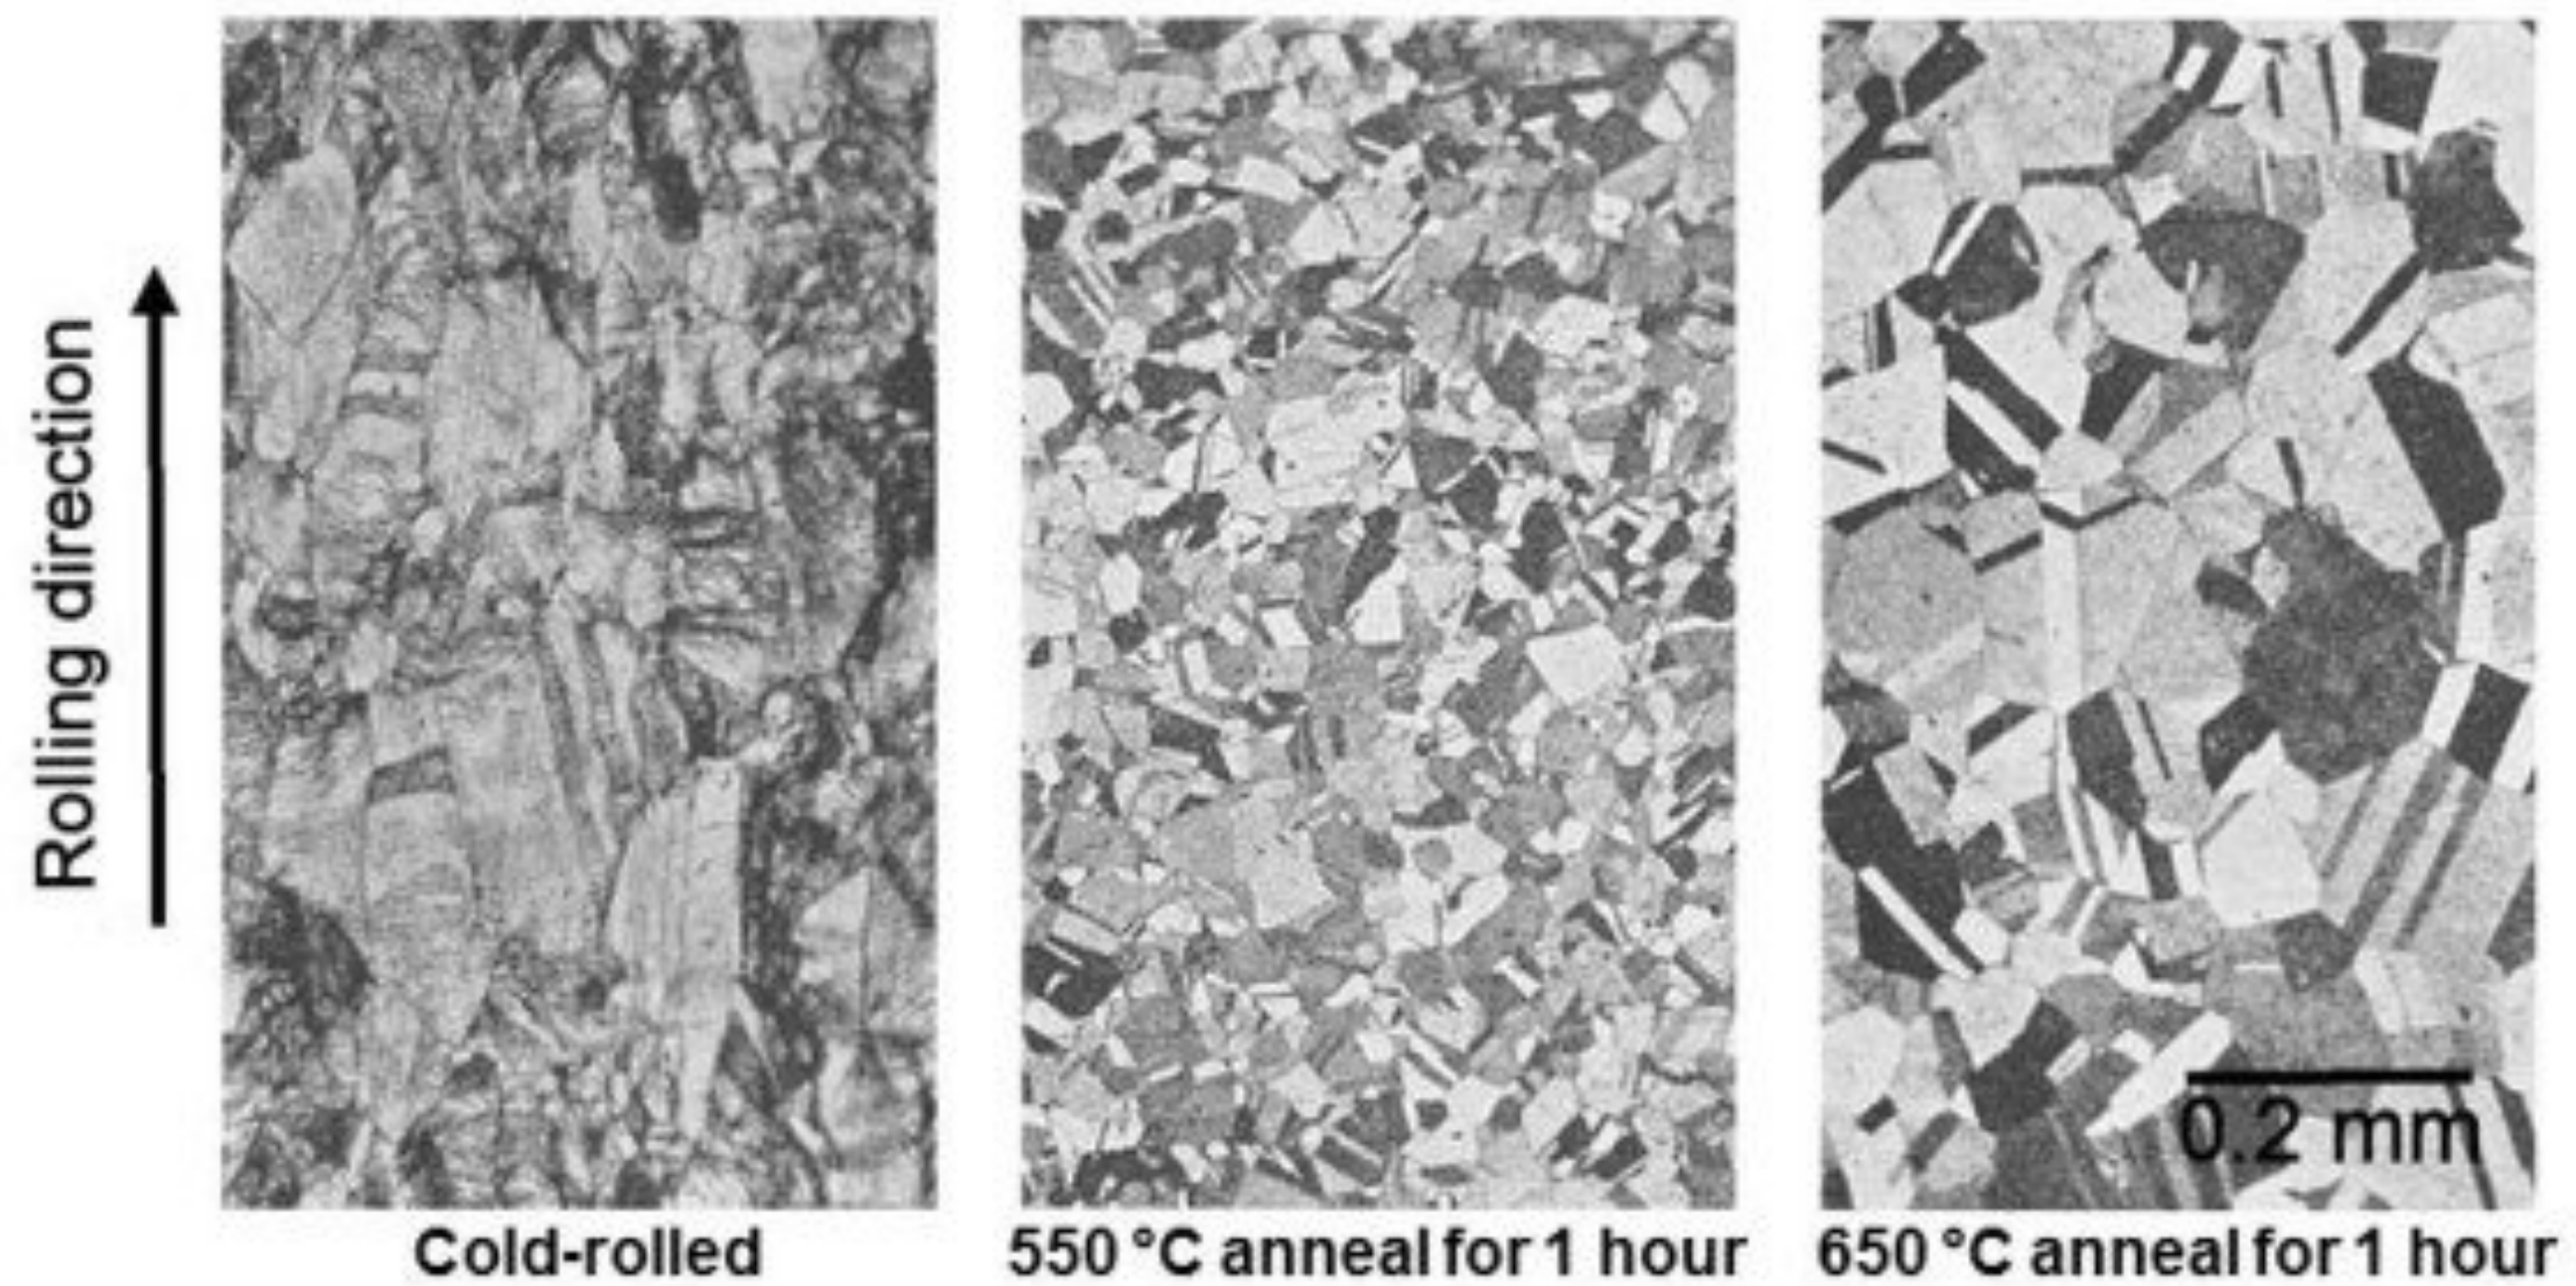 Rolling direction
0.2 mm
Cold-rolled
550 °C anneal for 1 hour
650 °C anneal for 1 hour